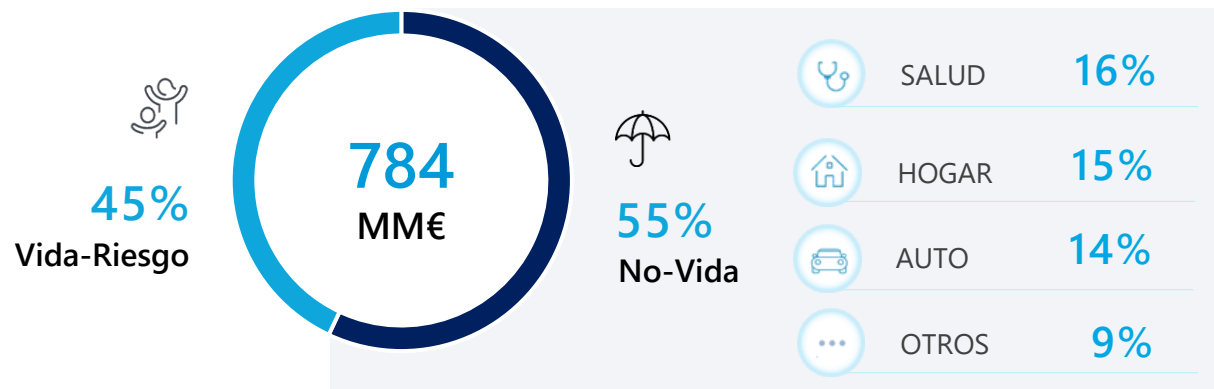 784
MM€
45%
Vida-Riesgo
55%
No-Vida
SALUD 16%
HOGAR 15%
AUTO 14%
OTROS 9%